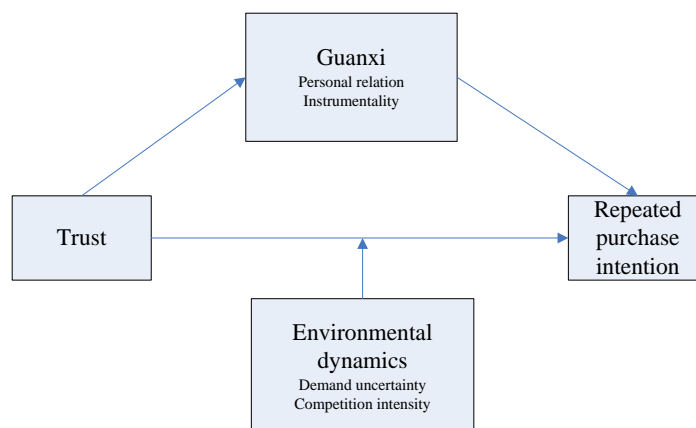 Guanxi
Personal relation
Instrumentality
Trust
Repeated
purchase
intention
Environmental
dynamics
Demand uncertainty
Competition intensity